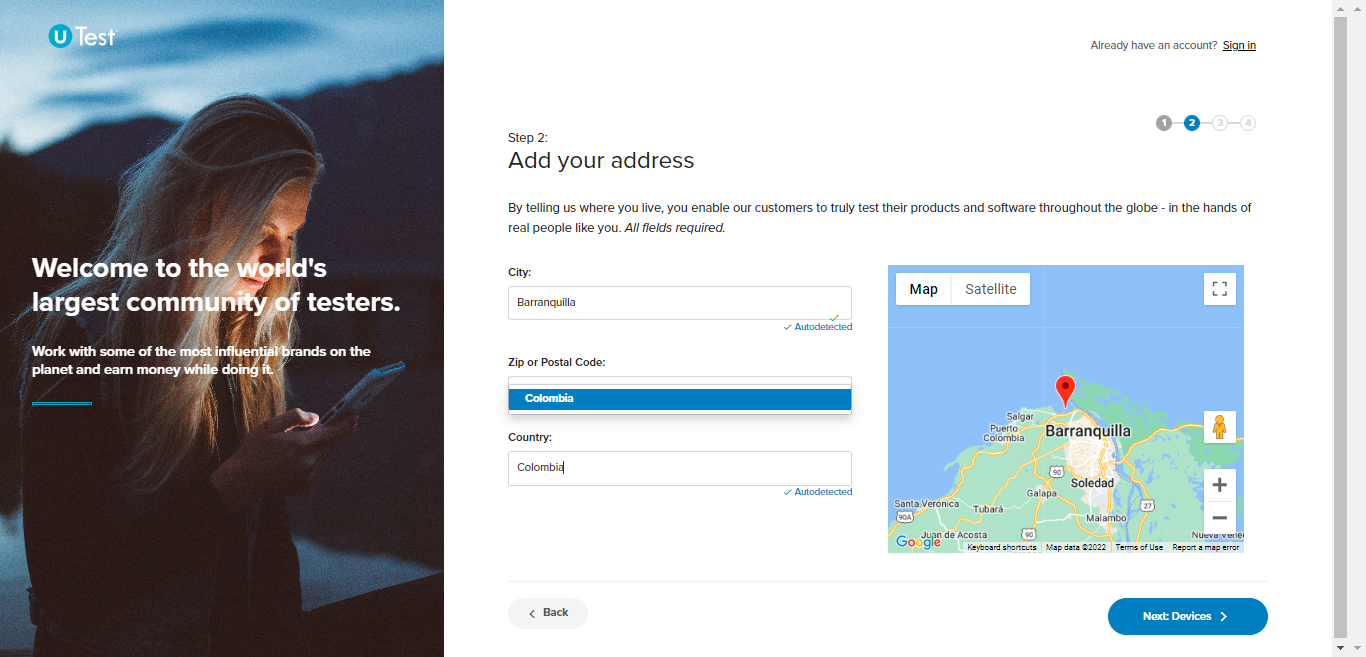 u Test
Already have an account? Sign in
1 2 3 4
Step 2:
Add your address
By telling us where you live, you enable our customers to truly test their products and software throughout the globe - in the hands of
real people like you. All fields required.
Welcome to the world's
largest community of testers.
Work with some of the most influential brands on the
planet and earn money while doing it.
City:
Barranquilla
Autodetected
Zip or Postal Code:
Colombia
Country:
Colombia
Autodetected
Map Satellite
Salgar
Puerto
Colombia
Barranquilla
90
Soledad
Galapa
27
Santa Verónica
Tubará
90A
Malambo
Juan de Acosta
90
Google
Keyboard shortcuts Map data ©2022 Terms of Use Report a map error
Back
Next: Devices